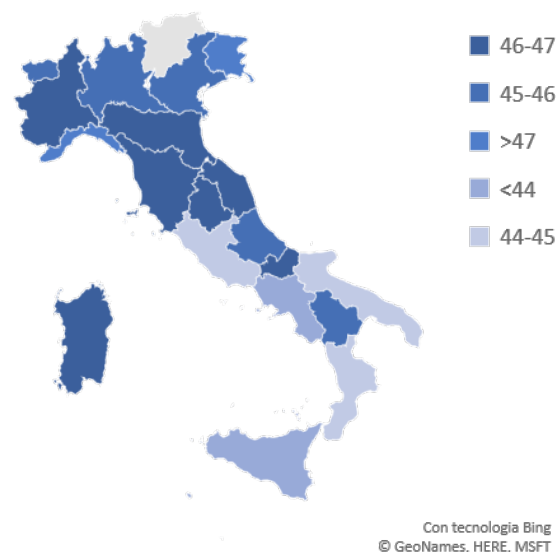 46-47
45-46
>47
<44
44-45
Con tecnologia Bing
© GeoNames, HERE, MSFT